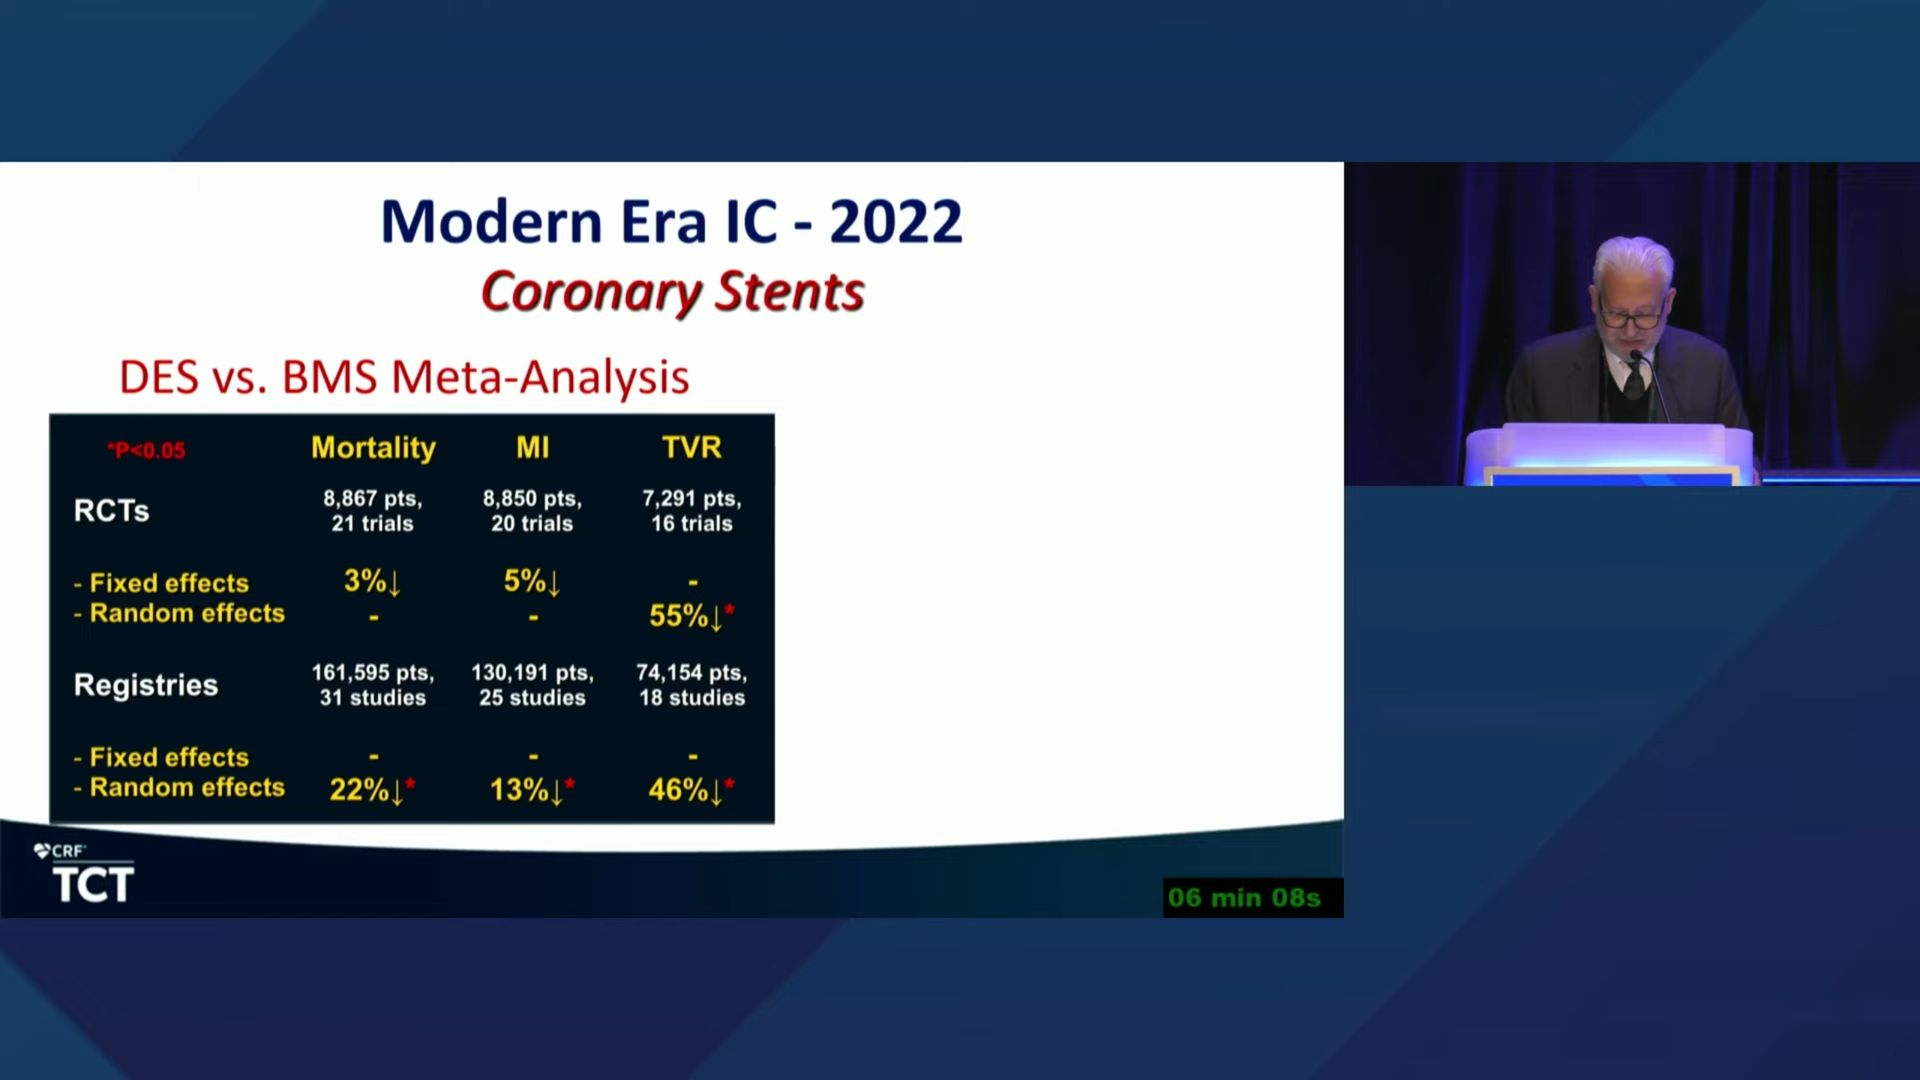 Modern Era IC - 2022
Coronary Stents
DES vs. BMS Meta-Analysis
*P<0.05 Mortality MI TVR
RCTs 8,867 pts, 21 trials 8,850 pts, 20 trials 7,291 pts, 16 trials
- Fixed effects 3%↓ 5%↓ -
- Random effects - - 55%↓*
Registries 161,595 pts, 31 studies 130,191 pts, 25 studies 74,154 pts, 18 studies
- Fixed effects - - -
- Random effects 22%↓* 13%↓* 46%↓*
CRF
TCT
06 min 08s